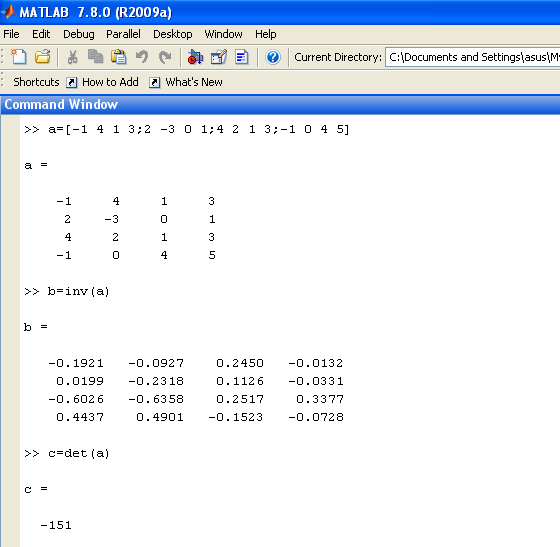 MATLAB 7.8.0 (R2009a)
File Edit Debug Parallel Desktop Window Help
Current Directory: C:\Documents and Settings\asus\My
Shortcuts How to Add What's New
Command Window
>> a=[-1 4 1 3;2 -3 0 1;4 2 1 3;-1 0 4 5]
a =
-1 4 1 3
2 -3 0 1
4 2 1 3
-1 0 4 5
>> b=inv(a)
b =
-0.1921 -0.0927 0.2450 -0.0132
0.0199 -0.2318 0.1126 -0.0331
-0.6026 -0.6358 0.2517 0.3377
0.4437 0.4901 -0.1523 -0.0728
>> c=det(a)
c =
-151